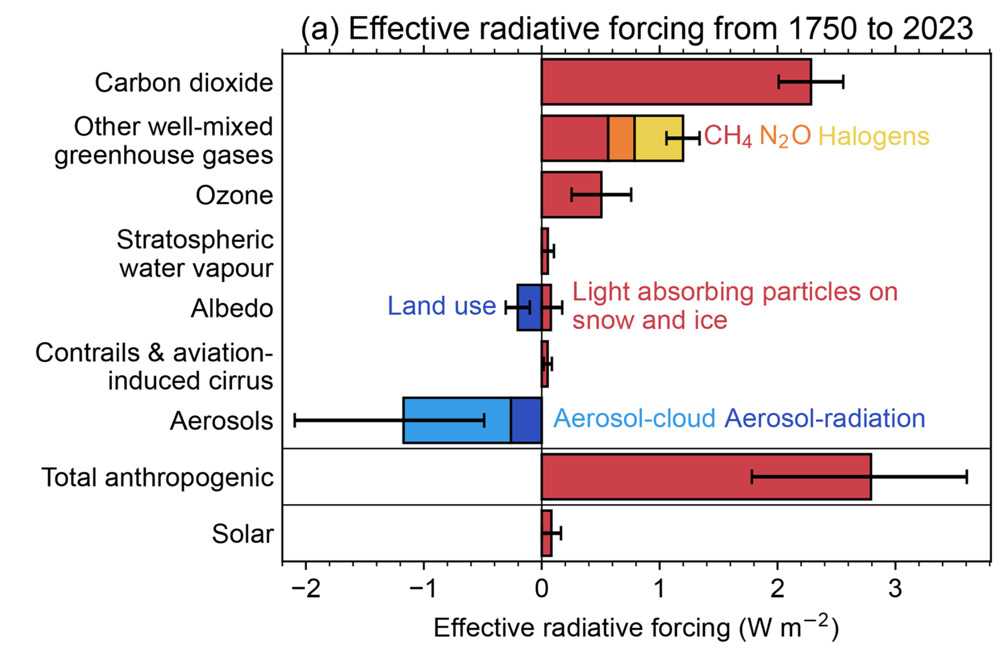 (a) Effective radiative forcing from 1750 to 2023
Carbon dioxide
Other well-mixed
greenhouse gases
CH₄ N₂O Halogens
Ozone
Stratospheric
water vapour
Albedo
Land use
Light absorbing particles on
snow and ice
Contrails & aviation-
induced cirrus
Aerosols
Aerosol-cloud Aerosol-radiation
Total anthropogenic
Solar
−2 −1 0 1 2 3
Effective radiative forcing (W m⁻²)